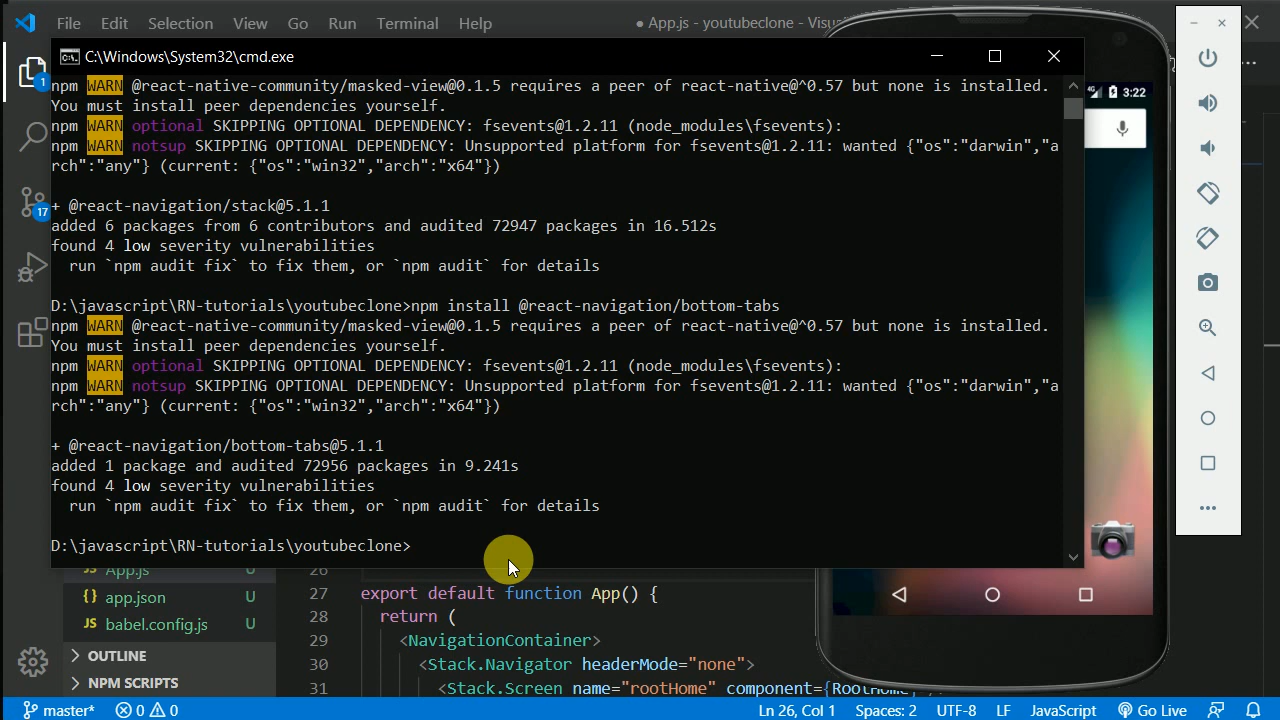 File Edit Selection View Go Run Terminal Help
● App.js - youtubeclone - Visu
C:\Windows\System32\cmd.exe
npm WARN @react-native-community/masked-view@0.1.5 requires a peer of react-native@^0.57 but none is installed.
You must install peer dependencies yourself.
npm WARN optional SKIPPING OPTIONAL DEPENDENCY: fsevents@1.2.11 (node_modules\fsevents):
npm WARN notsup SKIPPING OPTIONAL DEPENDENCY: Unsupported platform for fsevents@1.2.11: wanted {"os":"darwin","a
rch":"any"} (current: {"os":"win32","arch":"x64"})
+ @react-navigation/stack@5.1.1
added 6 packages from 6 contributors and audited 72947 packages in 16.512s
found 4 low severity vulnerabilities
run `npm audit fix` to fix them, or `npm audit` for details
D:\javascript\RN-tutorials\youtubeclone>npm install @react-navigation/bottom-tabs
npm WARN @react-native-community/masked-view@0.1.5 requires a peer of react-native@^0.57 but none is installed.
You must install peer dependencies yourself.
npm WARN optional SKIPPING OPTIONAL DEPENDENCY: fsevents@1.2.11 (node_modules\fsevents):
npm WARN notsup SKIPPING OPTIONAL DEPENDENCY: Unsupported platform for fsevents@1.2.11: wanted {"os":"darwin","a
rch":"any"} (current: {"os":"win32","arch":"x64"})
+ @react-navigation/bottom-tabs@5.1.1
added 1 package and audited 72956 packages in 9.241s
found 4 low severity vulnerabilities
run `npm audit fix` to fix them, or `npm audit` for details
D:\javascript\RN-tutorials\youtubeclone>
1
17
4G 3:22
JS App.js U
{} app.json U
JS babel.config.js U
OUTLINE
NPM SCRIPTS
26
27 export default function App() {
28 return (
29 <NavigationContainer>
30 <Stack.Navigator headerMode="none">
31 <Stack.Screen name="rootHome" component={RootHome}
master* 0 0 Ln 26, Col 1 Spaces: 2 UTF-8 LF JavaScript Go Live